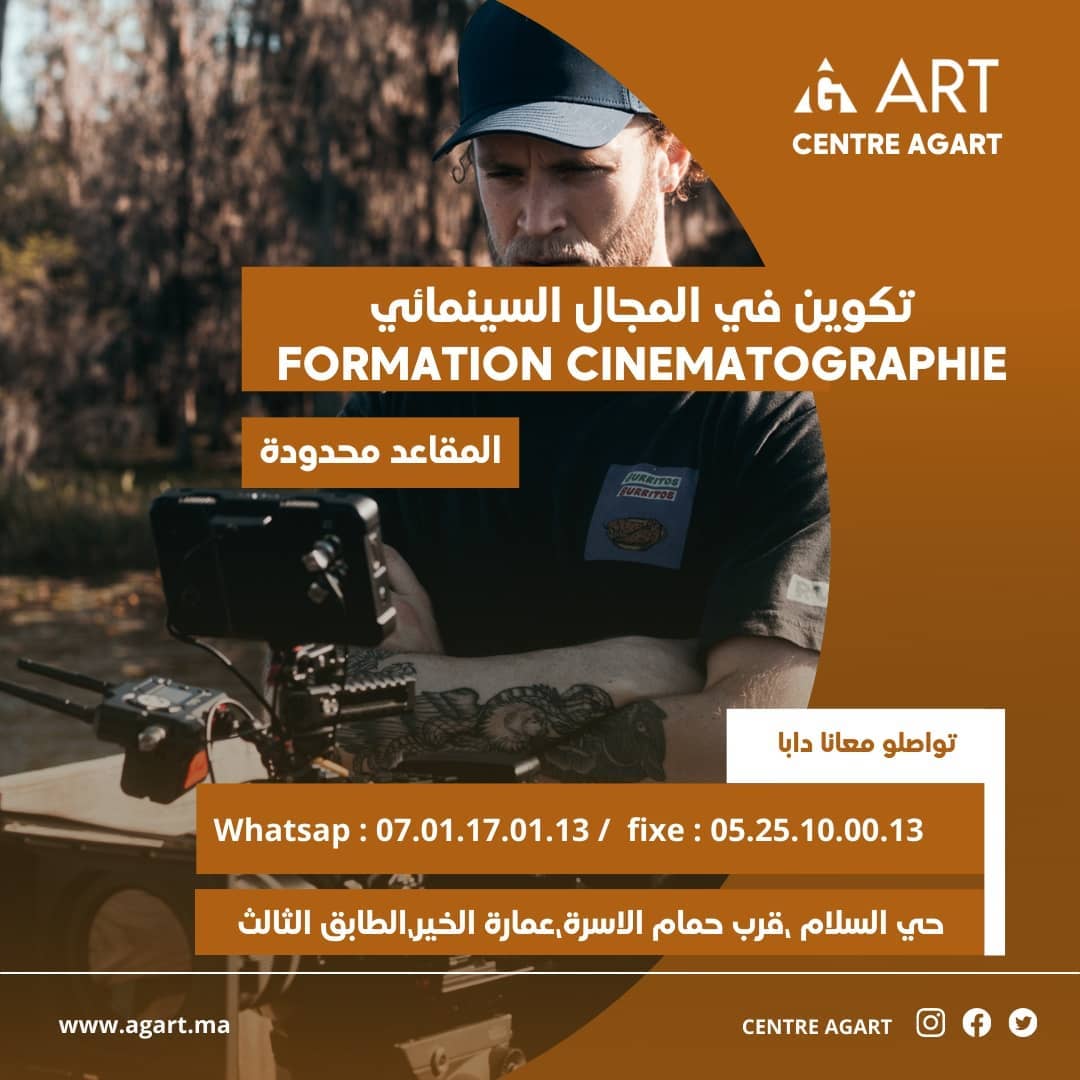 AG ART
CENTRE AGART
تكوين في المجال السينمائي
FORMATION CINEMATOGRAPHIE
المقاعد محدودة
BURRITOS
BURRITOS
تواصلو معانا دابا
Whatsap : 07.01.17.01.13 / fixe : 05.25.10.00.13
حي السلام ,قرب حمام الاسرة,عمارة الخير,الطابق الثالث
www.agart.ma
CENTRE AGART